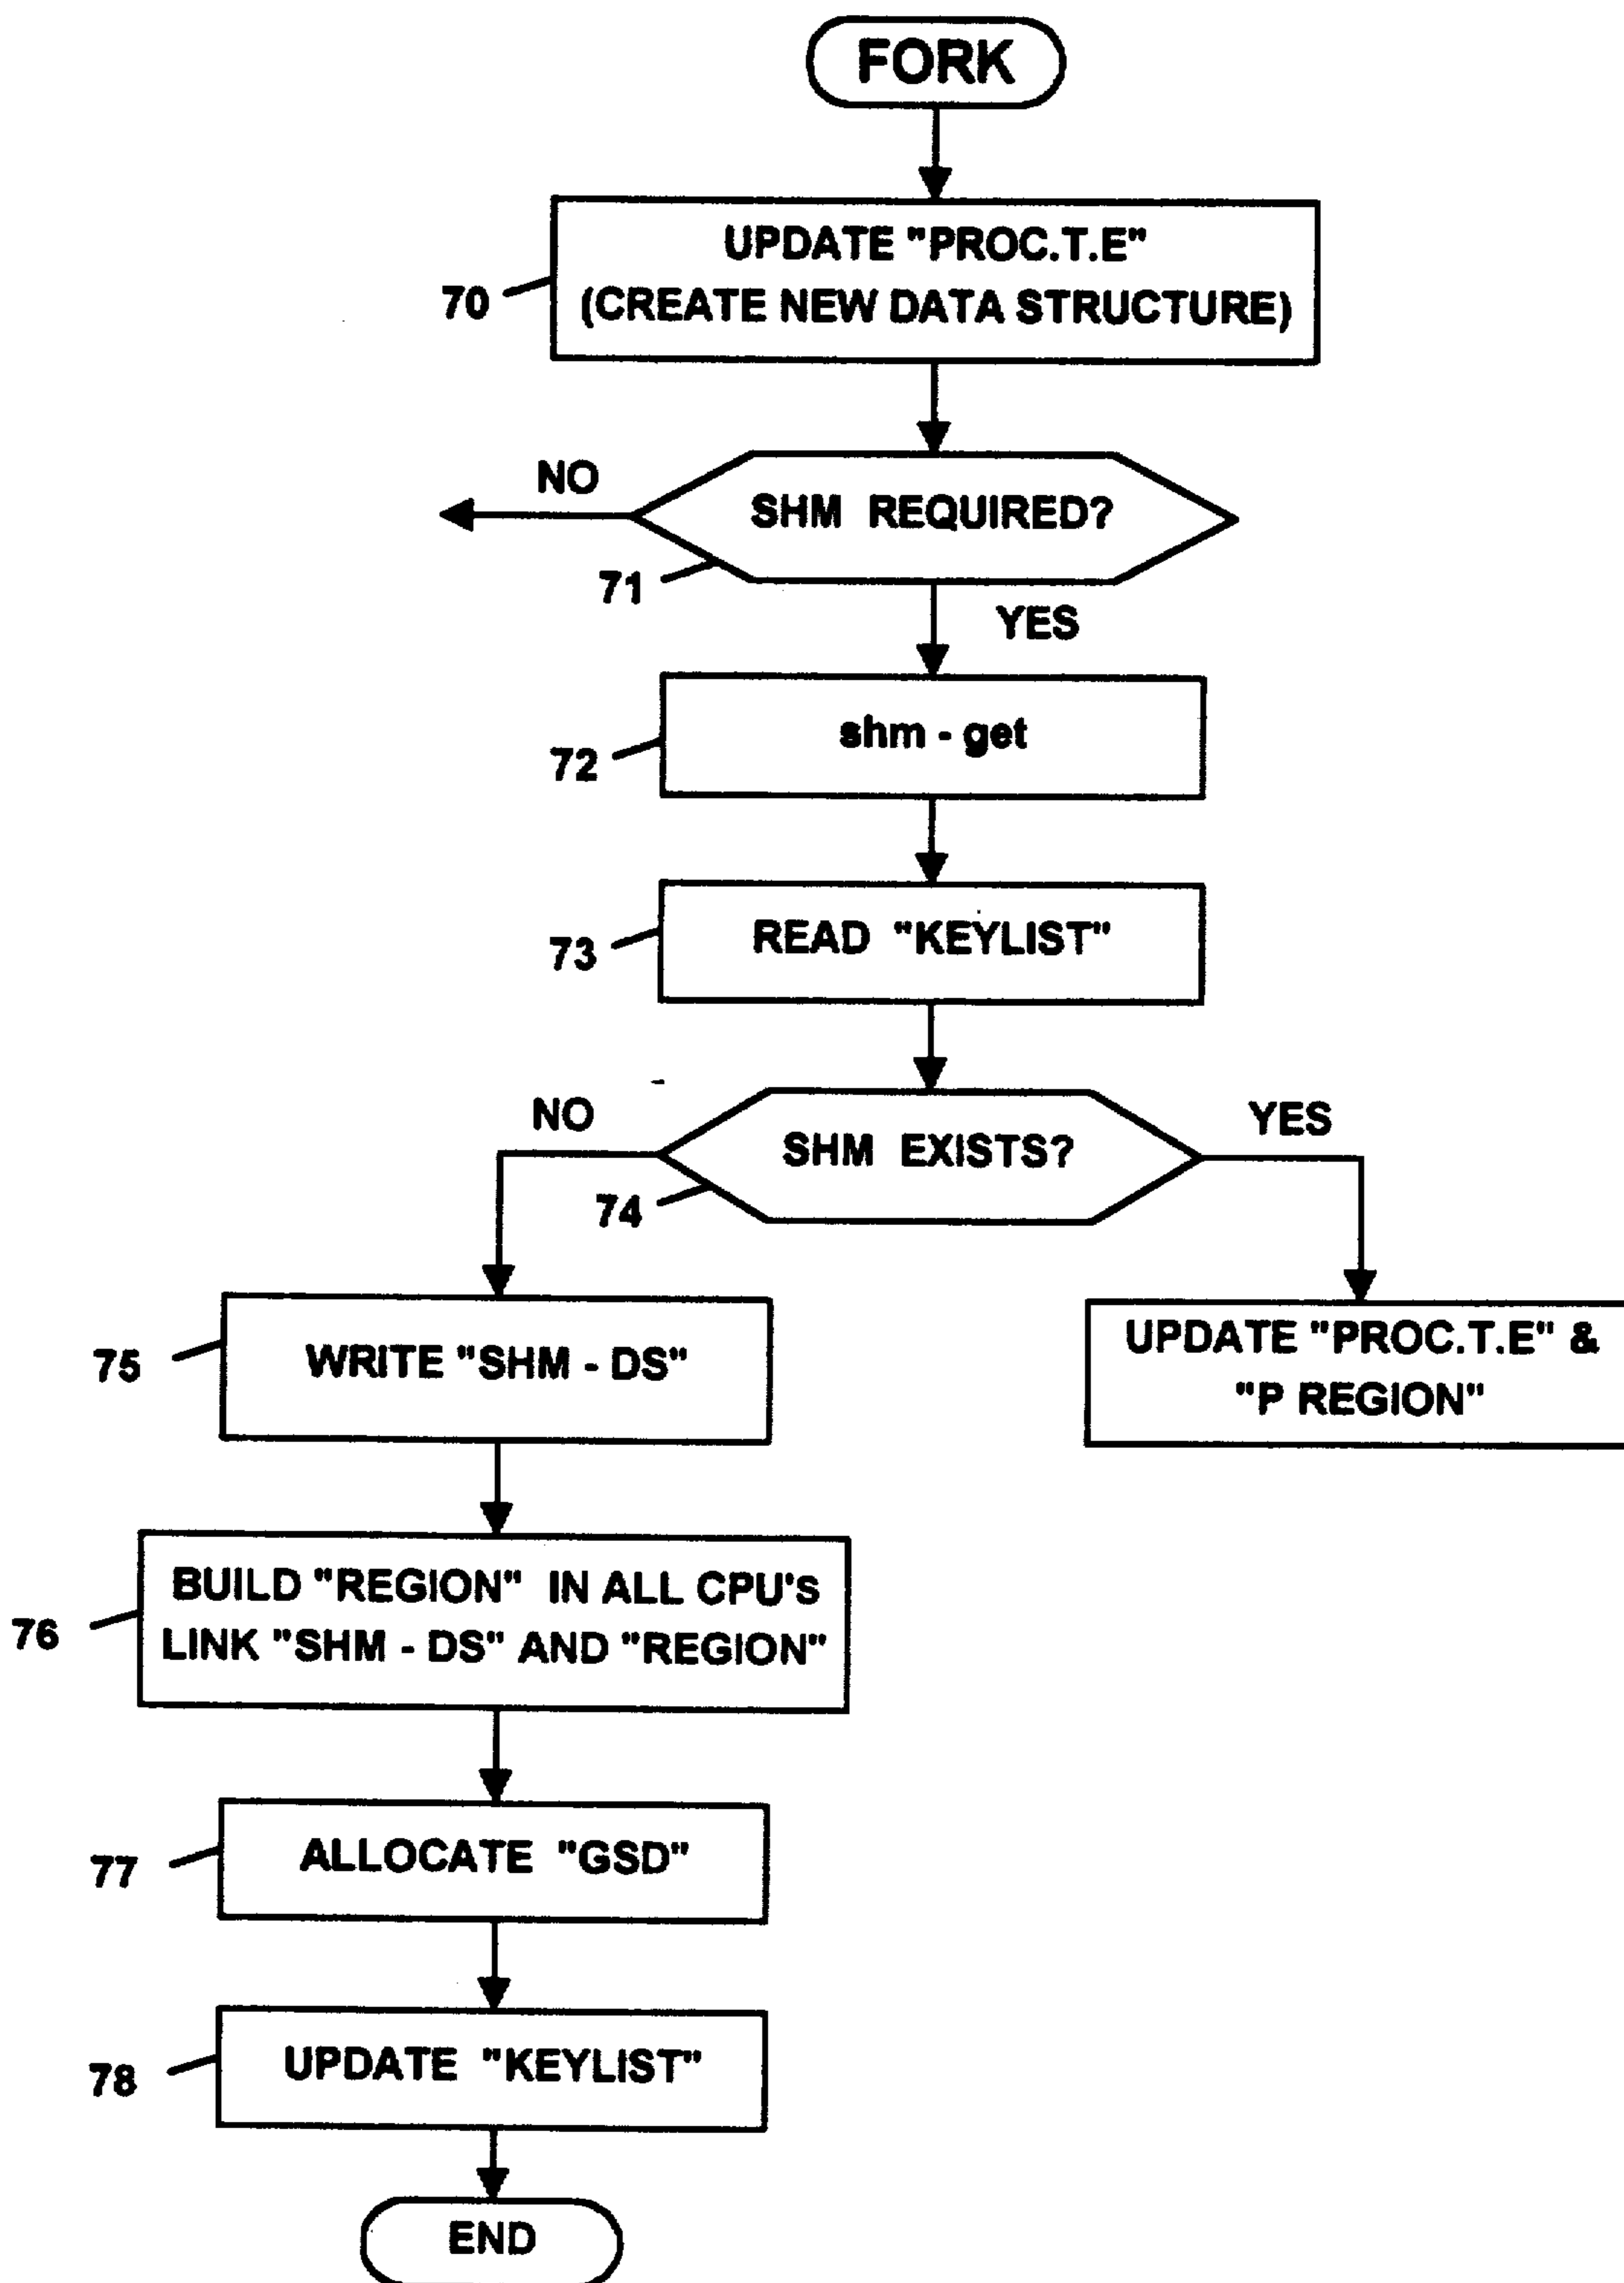 FORK
UPDATE "PROC.T.E"
(CREATE NEW DATA STRUCTURE)
70
NO
SHM REQUIRED?
71
YES
shm - get
72
READ "KEYLIST"
73
NO
SHM EXISTS?
YES
74
WRITE "SHM - DS"
75
UPDATE "PROC.T.E" &
"P REGION"
BUILD "REGION" IN ALL CPU'S
LINK "SHM - DS" AND "REGION"
76
ALLOCATE "GSD"
77
UPDATE "KEYLIST"
78
END